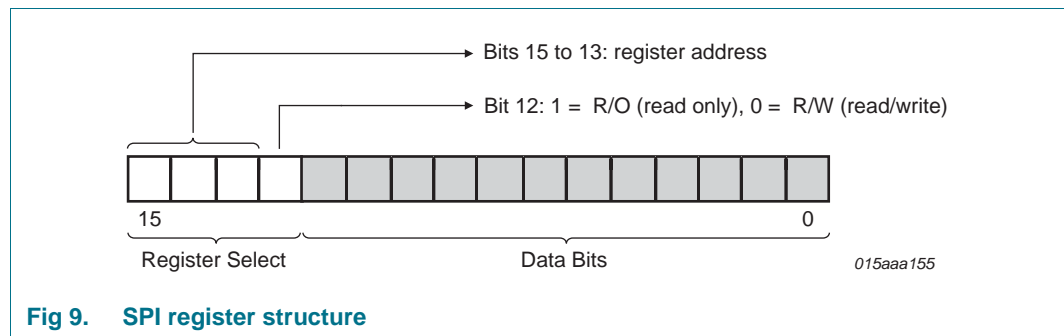 Bits 15 to 13: register address
Bit 12: 1 = R/O (read only), 0 = R/W (read/write)
15
0
Register Select
Data Bits
015aaa155
Fig 9. SPI register structure